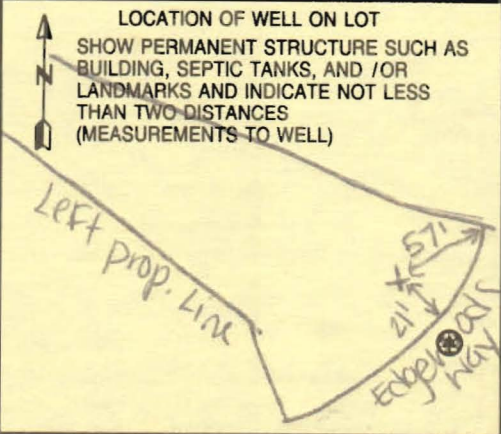 LOCATION OF WELL ON LOT
SHOW PERMANENT STRUCTURE SUCH AS
BUILDING, SEPTIC TANKS, AND / OR
LANDMARKS AND INDICATE NOT LESS
THAN TWO DISTANCES
(MEASUREMENTS TO WELL)
N
Left prop. Line
57'
X
21'
Way